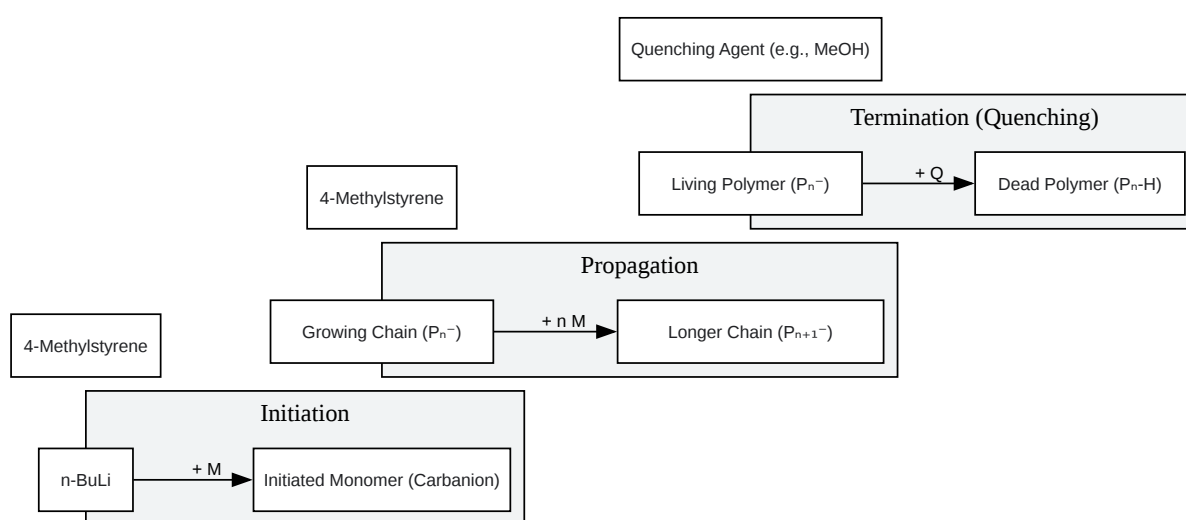 Quenching Agent (e.g., MeOH)
Termination (Quenching)
Living Polymer (Pₙ⁻)
+ Q
Dead Polymer (Pₙ-H)
4-Methylstyrene
Propagation
Growing Chain (Pₙ⁻)
+ n M
Longer Chain (Pₙ₊₁⁻)
4-Methylstyrene
Initiation
n-BuLi
+ M
Initiated Monomer (Carbanion)